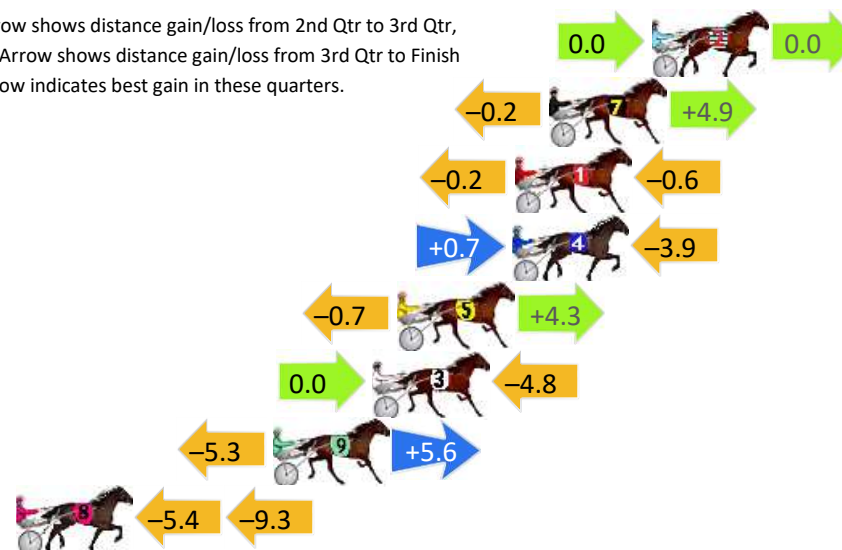 ow shows distance gain/loss from 2nd Qtr to 3rd Qtr,
Arrow shows distance gain/loss from 3rd Qtr to Finish
ow indicates best gain in these quarters.
0.0 2 0.0
–0.2 7 +4.9
–0.2 1 –0.6
+0.7 4 –3.9
–0.7 5 +4.3
0.0 3 –4.8
–5.3 9 +5.6
8 –5.4 –9.3